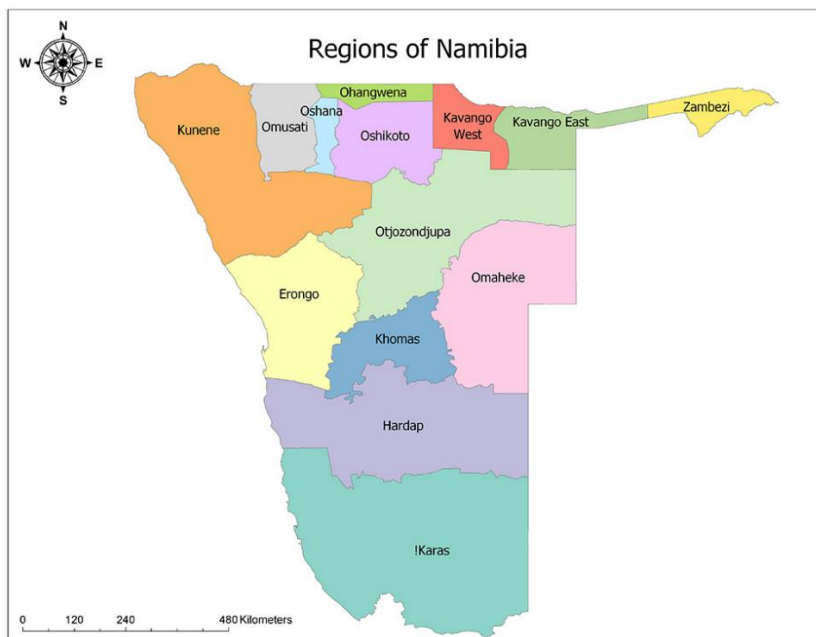 Regions of Namibia
N
W
E
S
Kunene
Omusati
Oshana
Ohangwena
Oshikoto
Kavango
West
Kavango East
Zambezi
Otjozondjupa
Omaheke
Erongo
Khomas
Hardap
!Karas
0 120 240 480 Kilometers